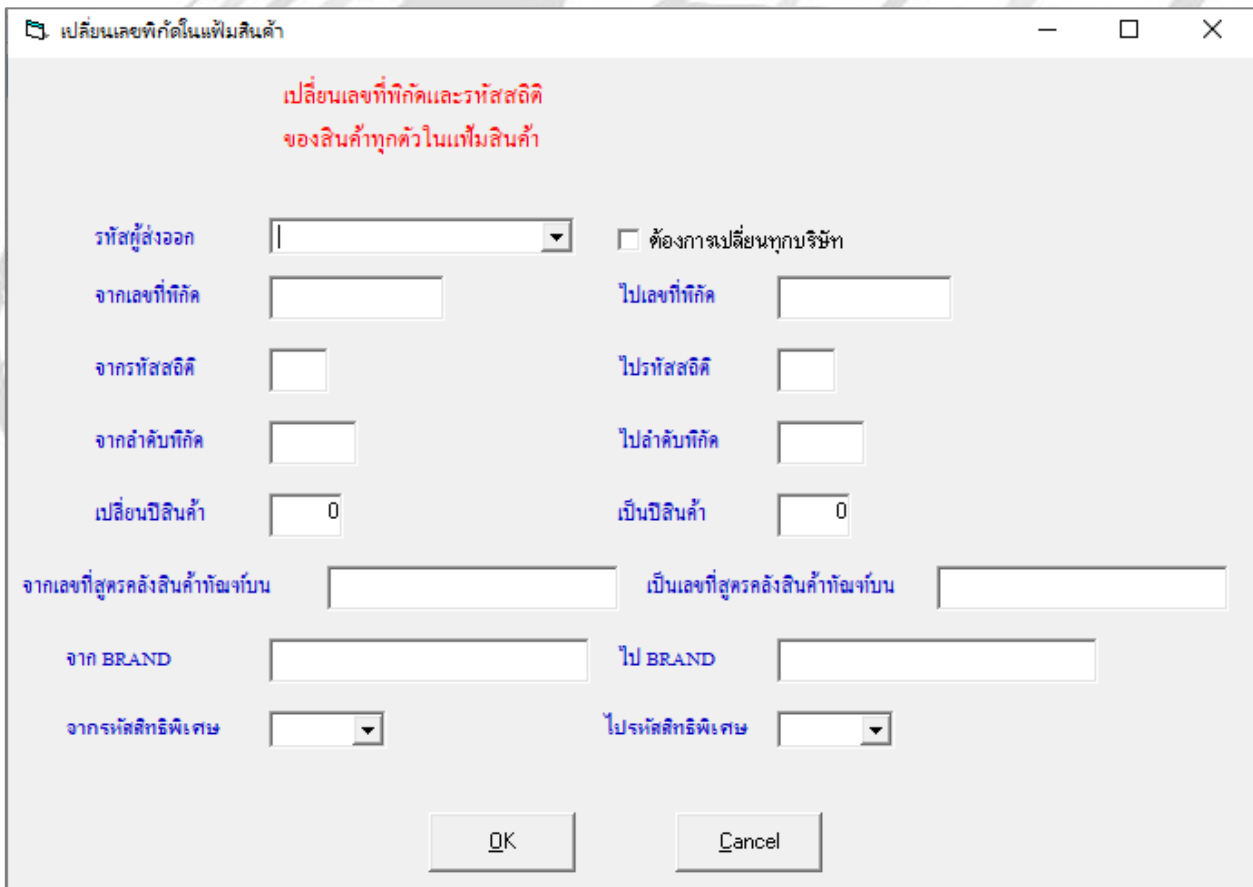 เปลี่ยนเลขพิกัดในแฟ้มสินค้า
เปลี่ยนเลขที่พิกัดและรหัสสถิติ
ของสินค้าทุกตัวในแฟ้มสินค้า
รหัสผู้ส่งออก ต้องการเปลี่ยนทุกบริษัท
จากเลขที่พิกัด ไปเลขที่พิกัด
จากรหัสสถิติ ไปรหัสสถิติ
จากลำดับพิกัด ไปลำดับพิกัด
เปลี่ยนปีสินค้า 0 เป็นปีสินค้า 0
จากเลขที่สูตรคลังสินค้าทัณฑ์บน เป็นเลขที่สูตรคลังสินค้าทัณฑ์บน
จาก BRAND ไป BRAND
จากรหัสสิทธิพิเศษ ไปรหัสสิทธิพิเศษ
OK Cancel